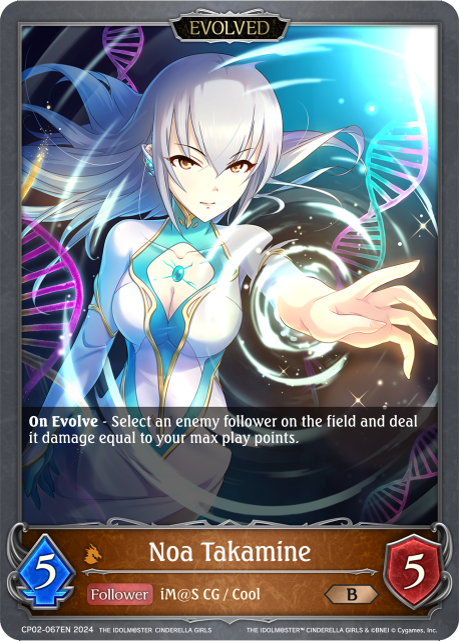 EVOLVED
On Evolve - Select an enemy follower on the field and deal
it damage equal to your max play points.
5
Noa Takamine
5
Follower iM@S CG / Cool
B
CP02-067EN 2024 THE IDOLM@STER CINDERELLA GIRLS THE IDOLM@STER™ CINDERELLA GIRLS & ©BNEI © Cygames, Inc.